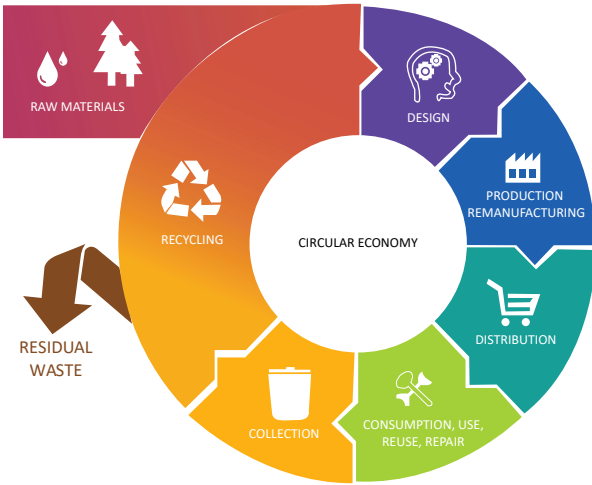 RAW MATERIALS
DESIGN
PRODUCTION
REMANUFACTURING
RECYCLING
CIRCULAR ECONOMY
DISTRIBUTION
RESIDUAL
WASTE
CONSUMPTION, USE,
REUSE, REPAIR
COLLECTION